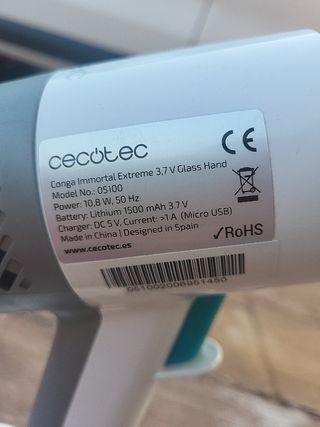 cecotec
CE
Conga Immortal Extreme 3,7 V Glass Hand
Model No.: 05100
Power: 10.8 W, 50 Hz
Battery: Lithium 1500 mAh 3.7 V
Charger: DC 5 V, Current: >1 A (Micro USB)
Made in China | Designed in Spain
✓RoHS
www.cecotec.es
051002006951450